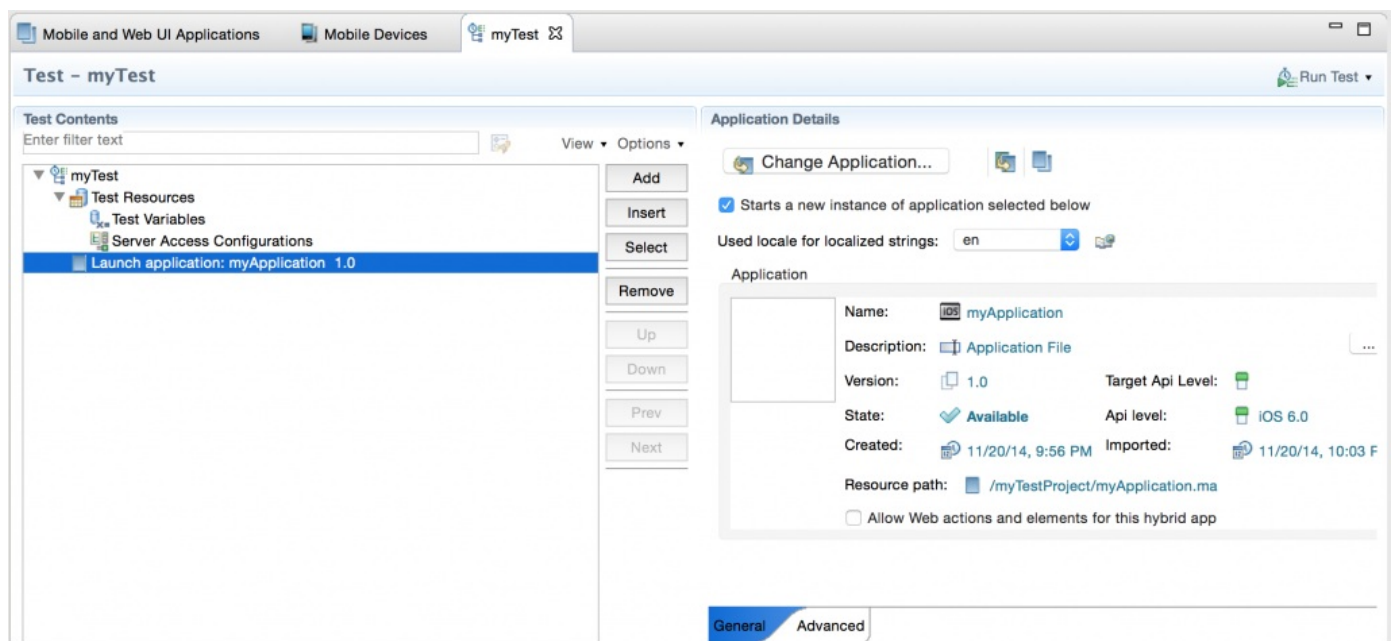 Mobile and Web UI Applications
Mobile Devices
myTest
Test - myTest
Run Test
Test Contents
Enter filter text
View
Options
myTest
Test Resources
Test Variables
Server Access Configurations
Launch application: myApplication 1.0
Add
Insert
Select
Remove
Up
Down
Prev
Next
Application Details
Change Application...
Starts a new instance of application selected below
Used locale for localized strings: en
Application
Name: iOS myApplication
Description: Application File
...
Version: 1.0 Target Api Level:
State: Available Api level: iOS 6.0
Created: 11/20/14, 9:56 PM Imported: 11/20/14, 10:03 P
Resource path: /myTestProject/myApplication.ma
Allow Web actions and elements for this hybrid app
General
Advanced